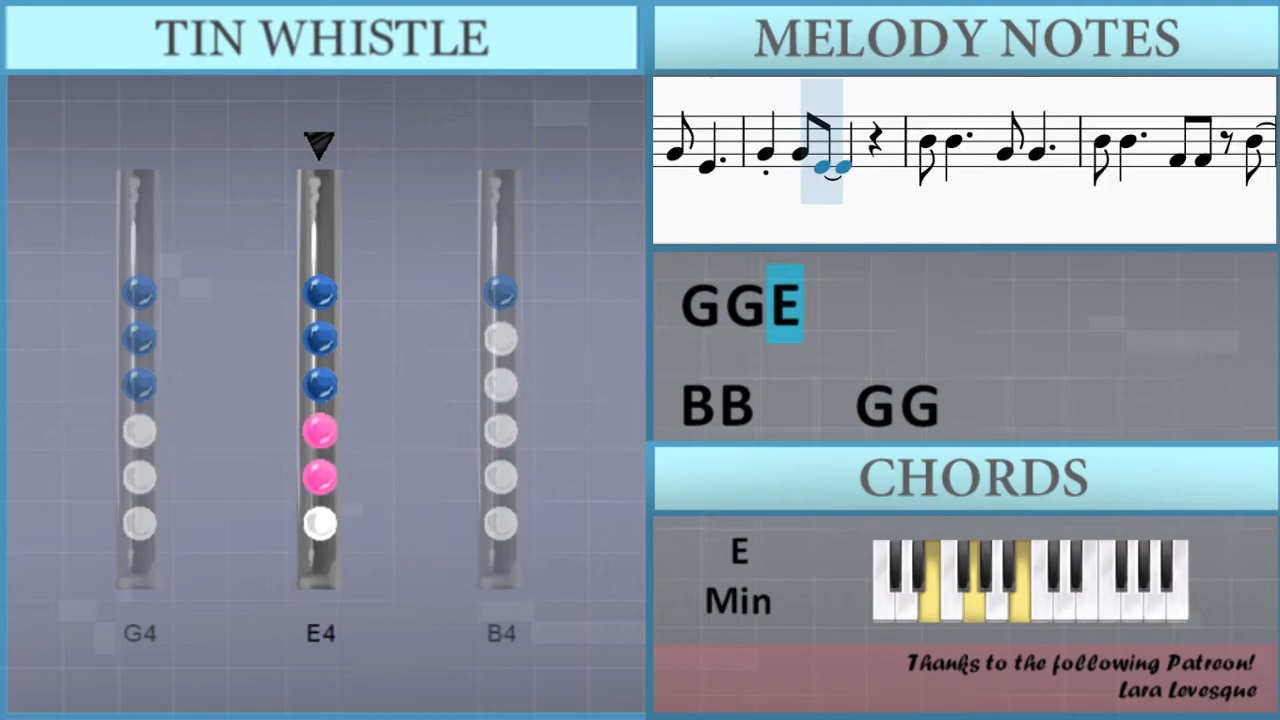 TIN WHISTLE
G4
E4
B4
MELODY NOTES
GGE
BB GG
CHORDS
E
Min
Thanks to the following Patreon!
Lara Levesque